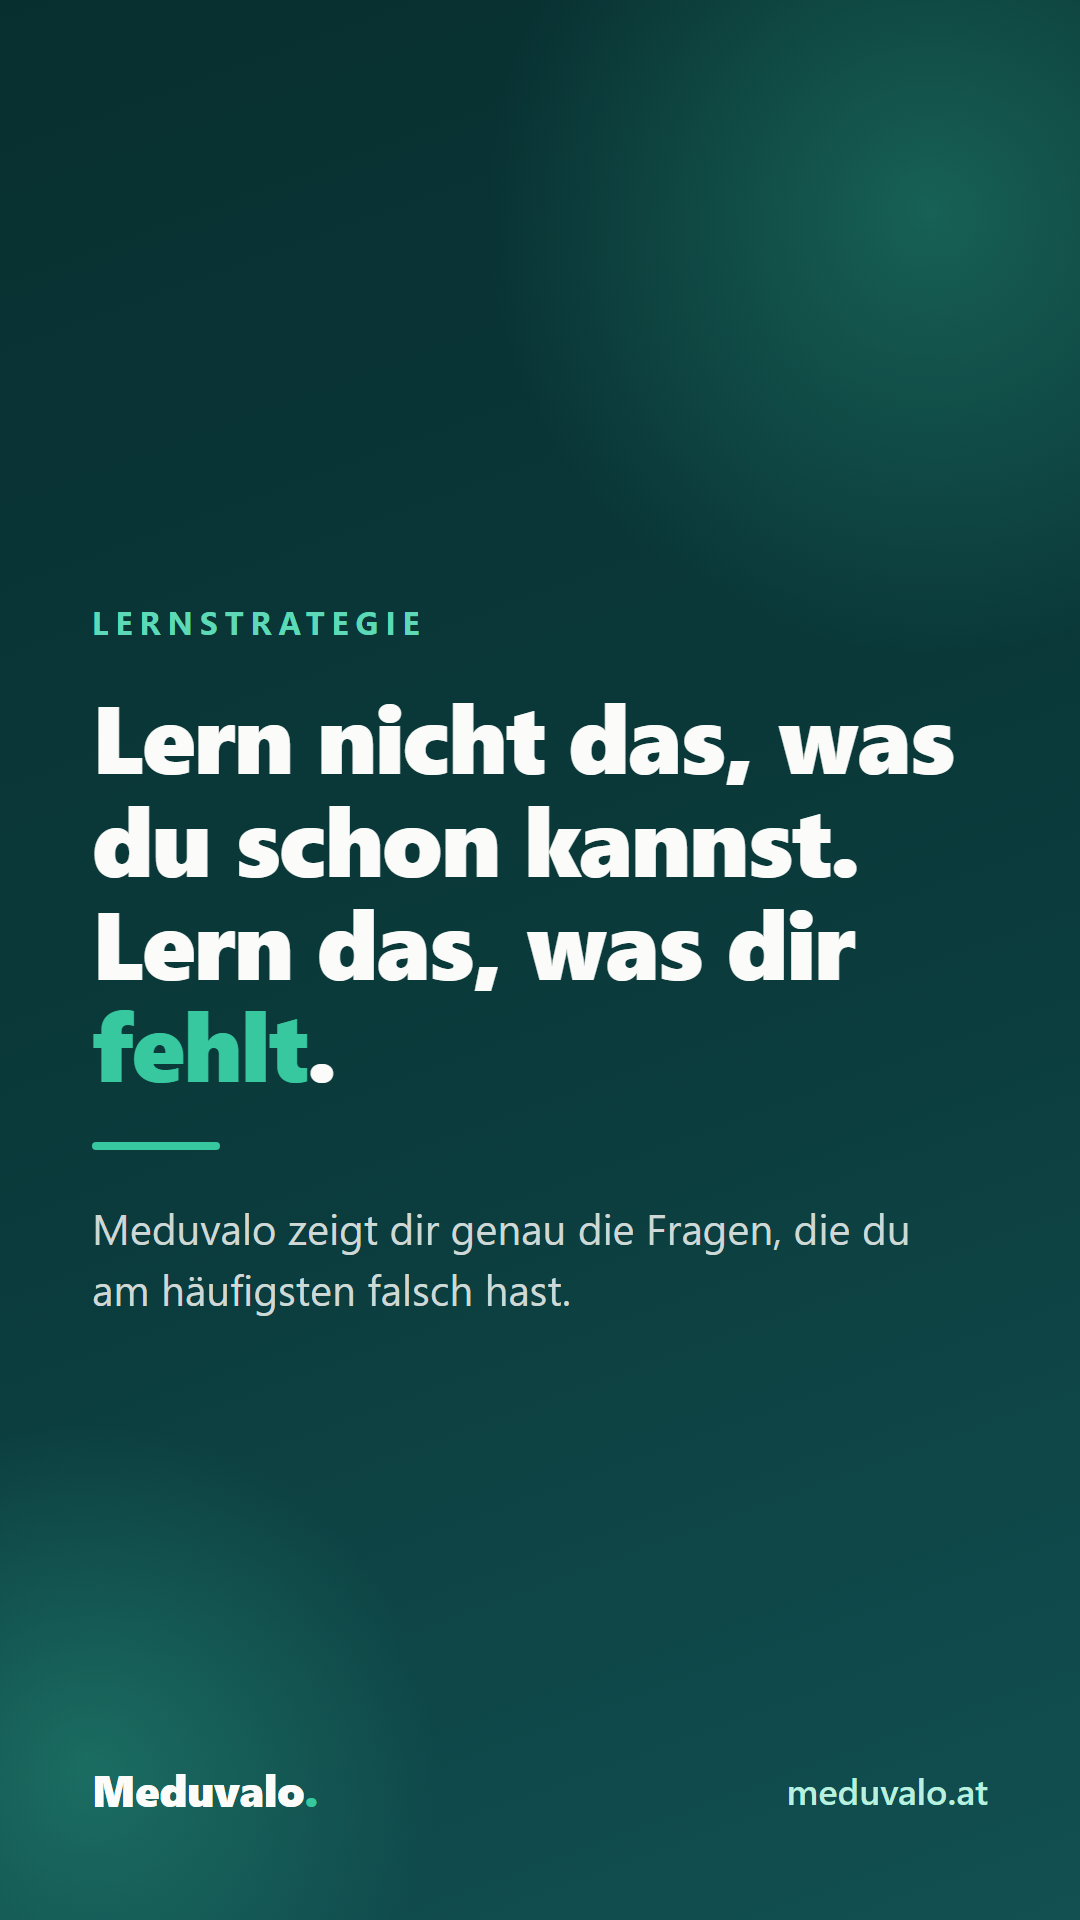 LERNSTRATEGIE
Lern nicht das, was
du schon kannst.
Lern das, was dir
fehlt.
Meduvalo zeigt dir genau die Fragen, die du
am häufigsten falsch hast.
Meduvalo.
meduvalo.at